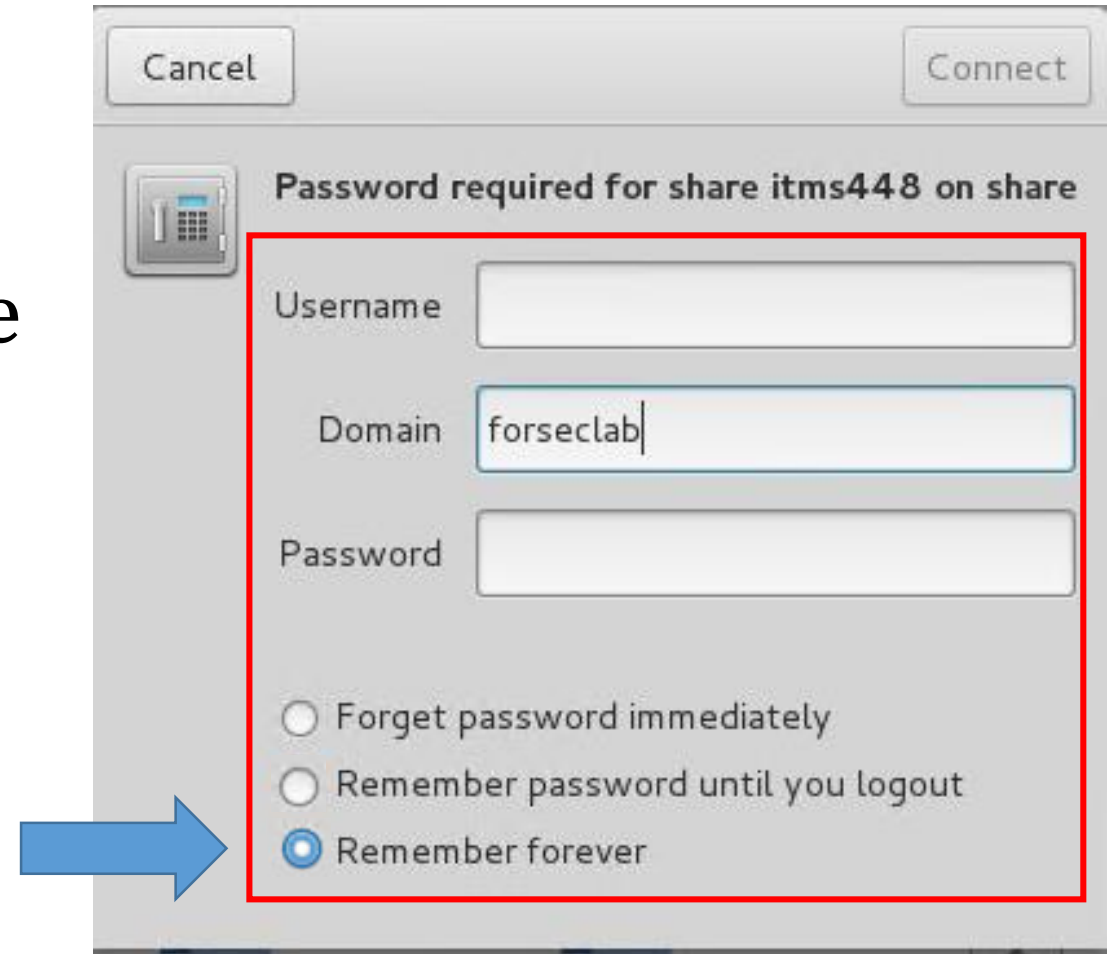 Cancel Connect
Password required for share itms448 on share
e
Username
Domain forseclab
Password
Forget password immediately
Remember password until you logout
Remember forever